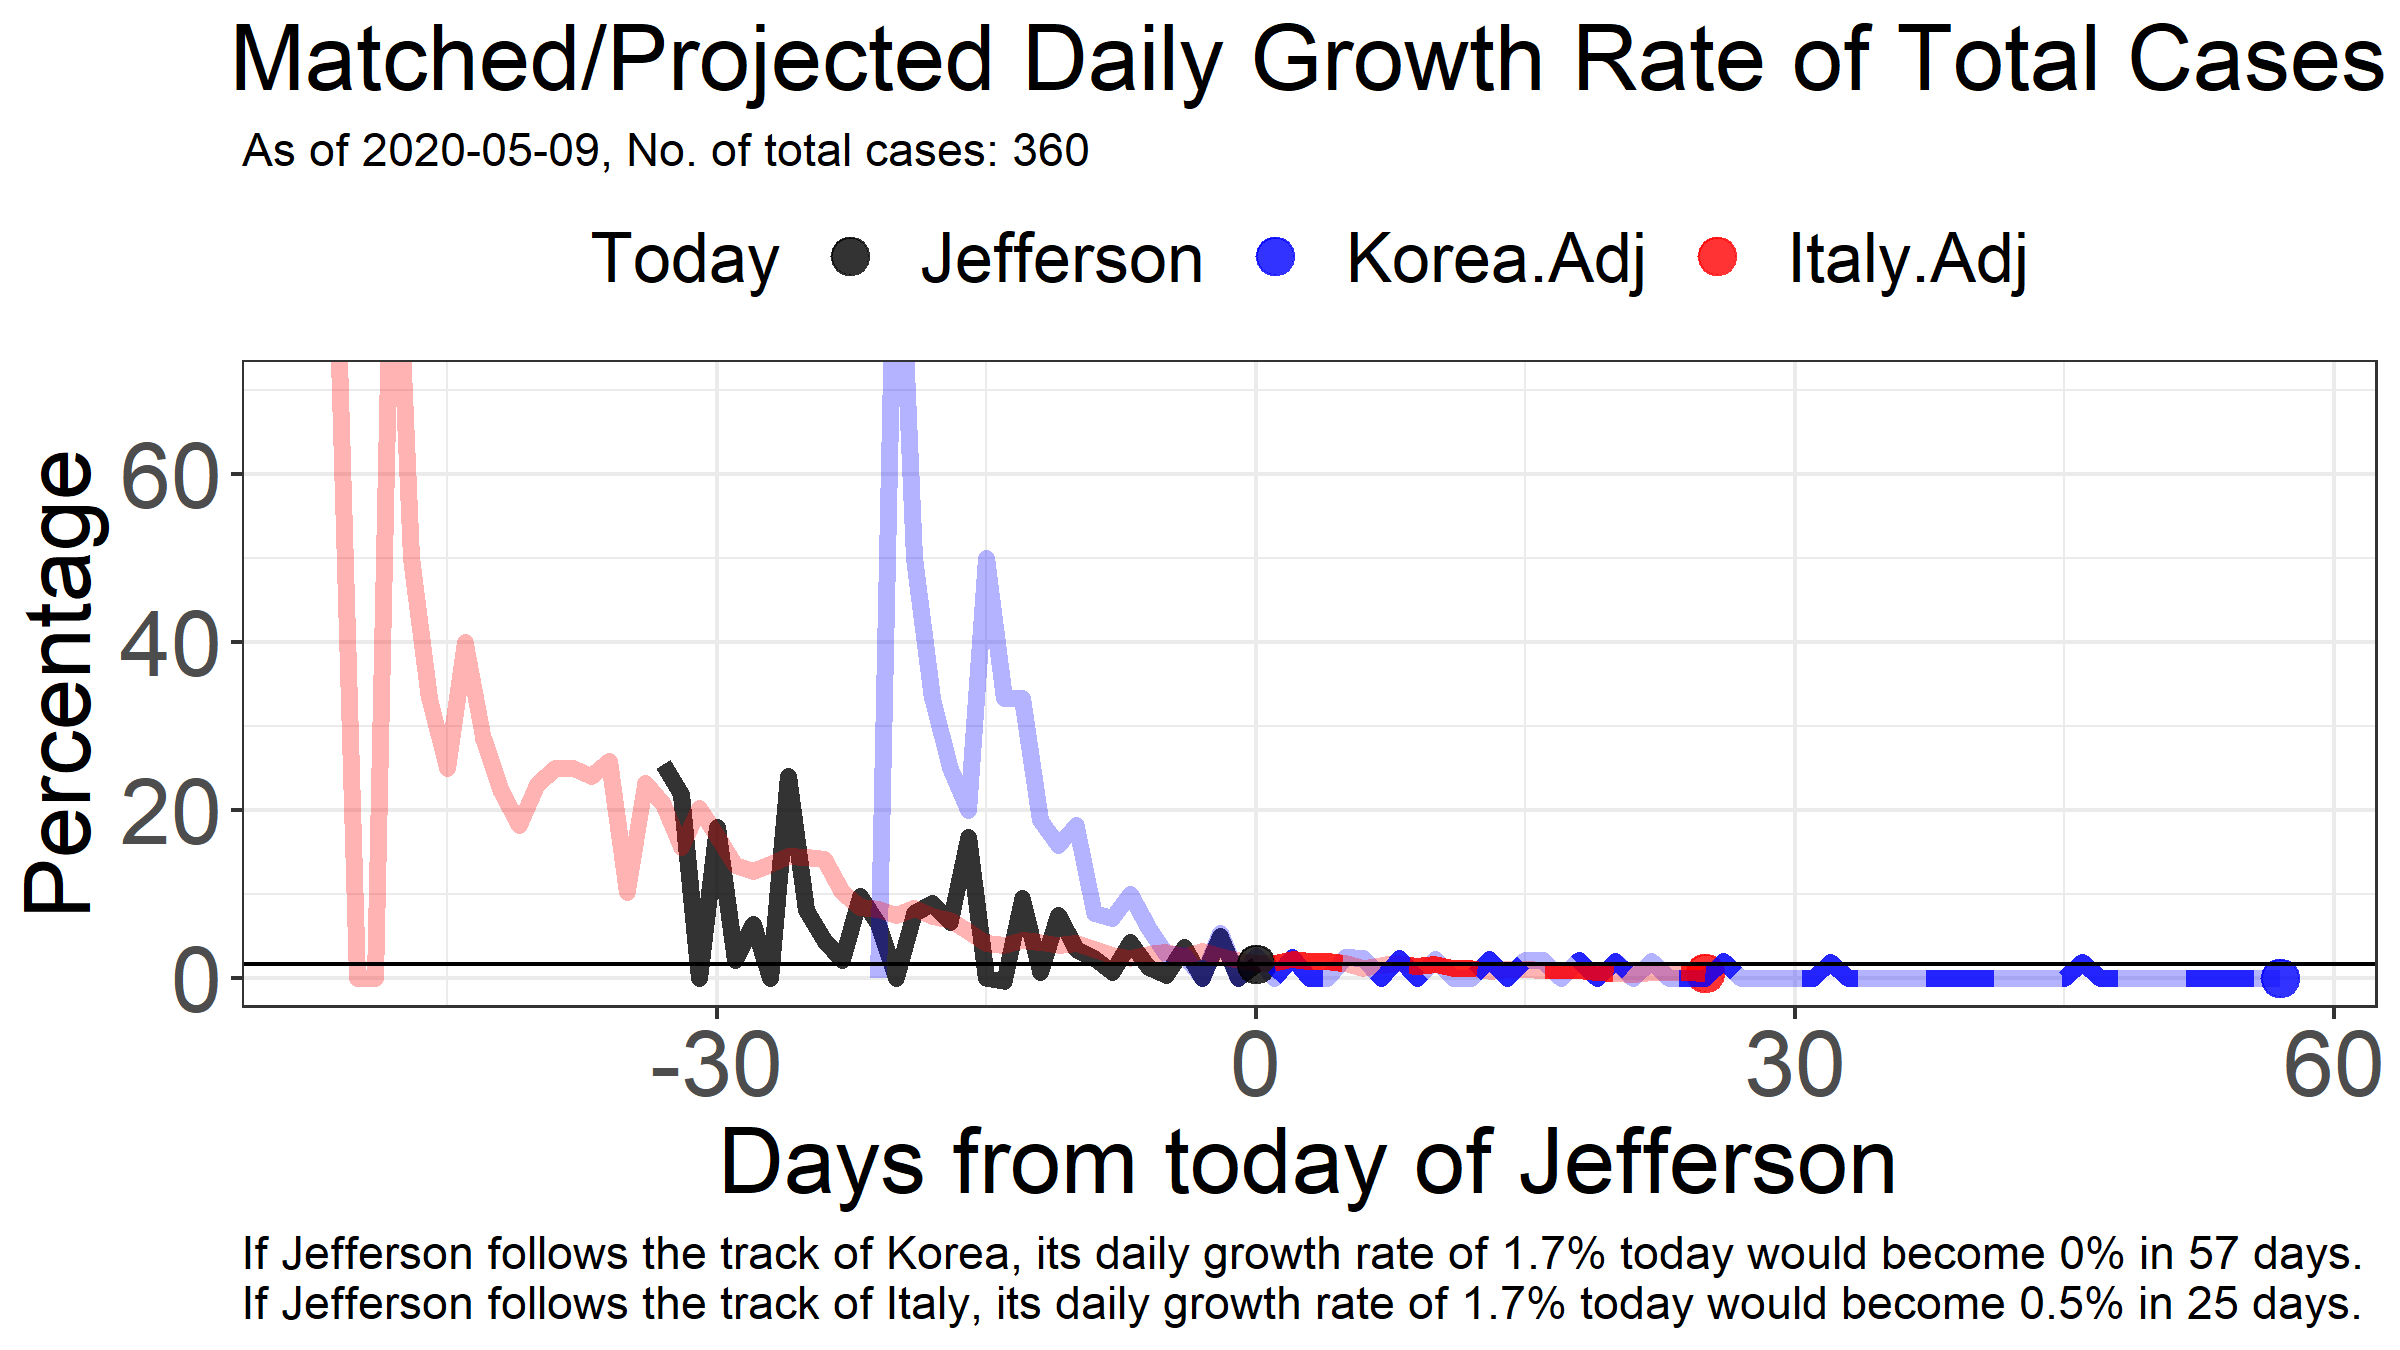 Matched/Projected Daily Growth Rate of Total Cases
As of 2020-05-09, No. of total cases: 360
Today Jefferson Korea.Adj Italy.Adj
Percentage
60
40
20
0
-30 0 30 60
Days from today of Jefferson
If Jefferson follows the track of Korea, its daily growth rate of 1.7% today would become 0% in 57 days.
If Jefferson follows the track of Italy, its daily growth rate of 1.7% today would become 0.5% in 25 days.